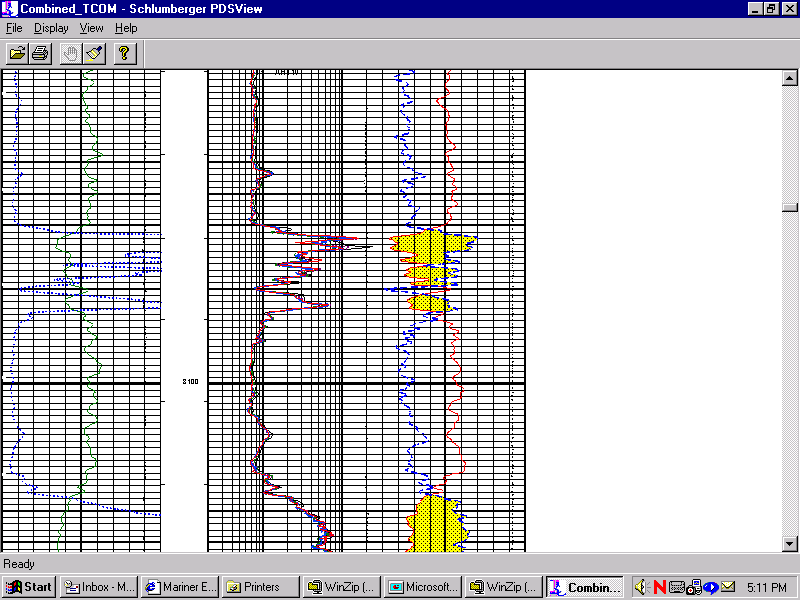 Combined_TCOM - Schlumberger PDSView
File Display View Help
8100
Ready
Start
Inbox - M...
Mariner E...
Printers
WinZip (...
Microsoft...
WinZip (...
Combin...
5:11 PM